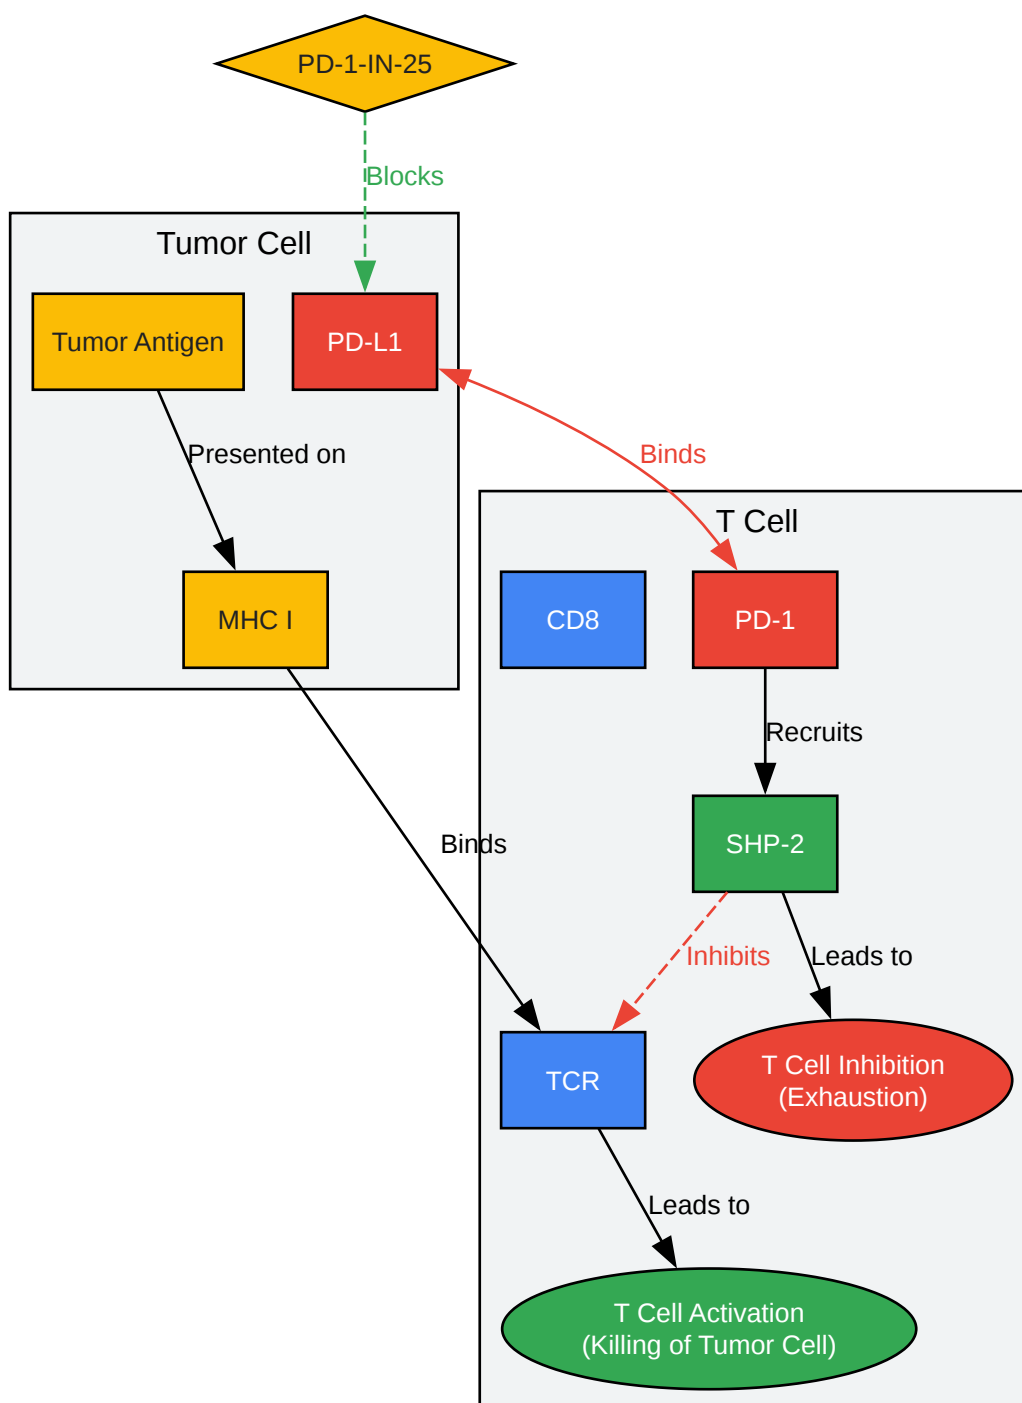 PD-1-IN-25
Blocks
Tumor Cell
Tumor Antigen
PD-L1
Presented on
Binds
T Cell
MHC I
CD8
PD-1
Recruits
Binds
SHP-2
Inhibits
Leads to
TCR
T Cell Inhibition
(Exhaustion)
Leads to
T Cell Activation
(Killing of Tumor Cell)